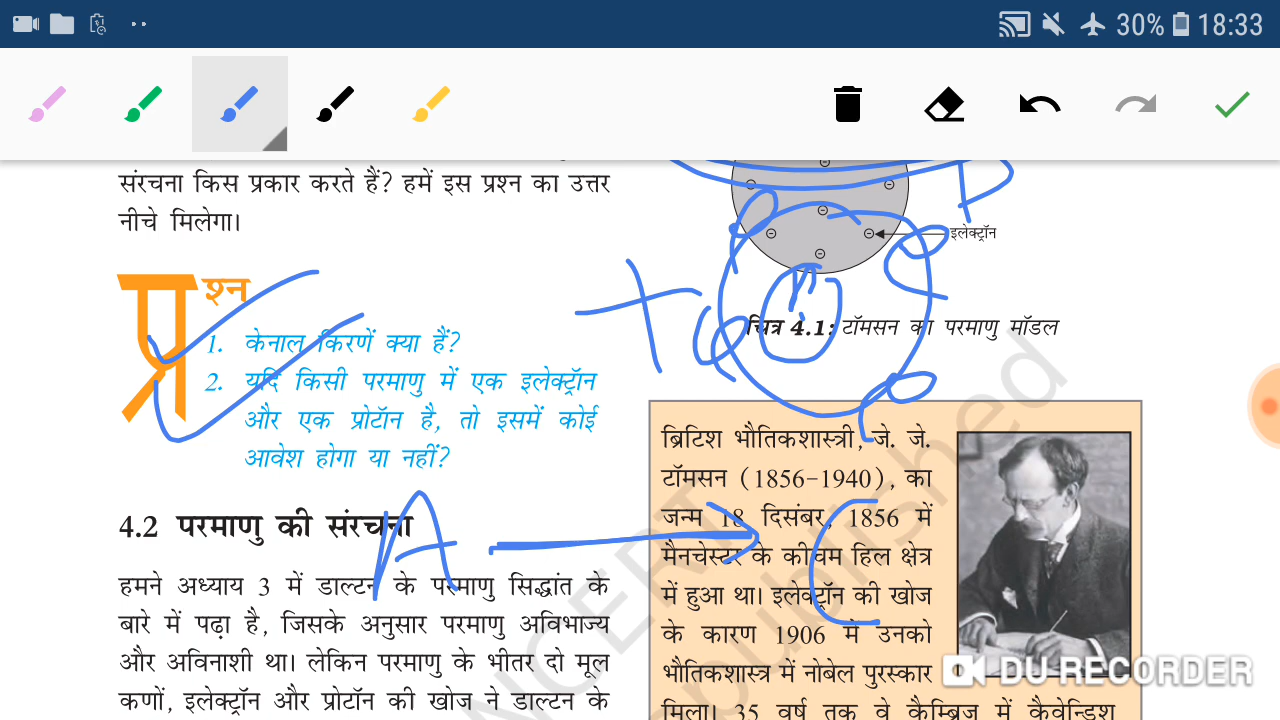 30% 18:33
संरचना किस प्रकार करते हैं? हमें इस प्रश्न का उत्तर
नीचे मिलेगा।
प्रश्न
1. केनाल किरणें क्या हैं?
2. यदि किसी परमाणु में एक इलेक्ट्रॉन
और एक प्रोटॉन है, तो इसमें कोई
आवेश होगा या नहीं?
4.2 परमाणु की संरचना
हमने अध्याय 3 में डाल्टन के परमाणु सिद्धांत के
बारे में पढ़ा है, जिसके अनुसार परमाणु अविभाज्य
और अविनाशी था। लेकिन परमाणु के भीतर दो मूल
कणों, इलेक्ट्रॉन और प्रोटॉन की खोज ने डाल्टन के
इलेक्ट्रॉन
चित्र 4.1: टॉमसन का परमाणु मॉडल
ब्रिटिश भौतिकशास्त्री, जे. जे.
टॉमसन (1856-1940), का
जन्म 18 दिसंबर, 1856 में
मैनचेस्टर के कीचम हिल क्षेत्र
में हुआ था। इलेक्ट्रॉन की खोज
के कारण 1906 में उनको
भौतिकशास्त्र में नोबेल पुरस्कार
मिला। 35 वर्ष तक वे कैम्ब्रिज में कैवेन्डिश
A
NCERT
published
DU RECORDER